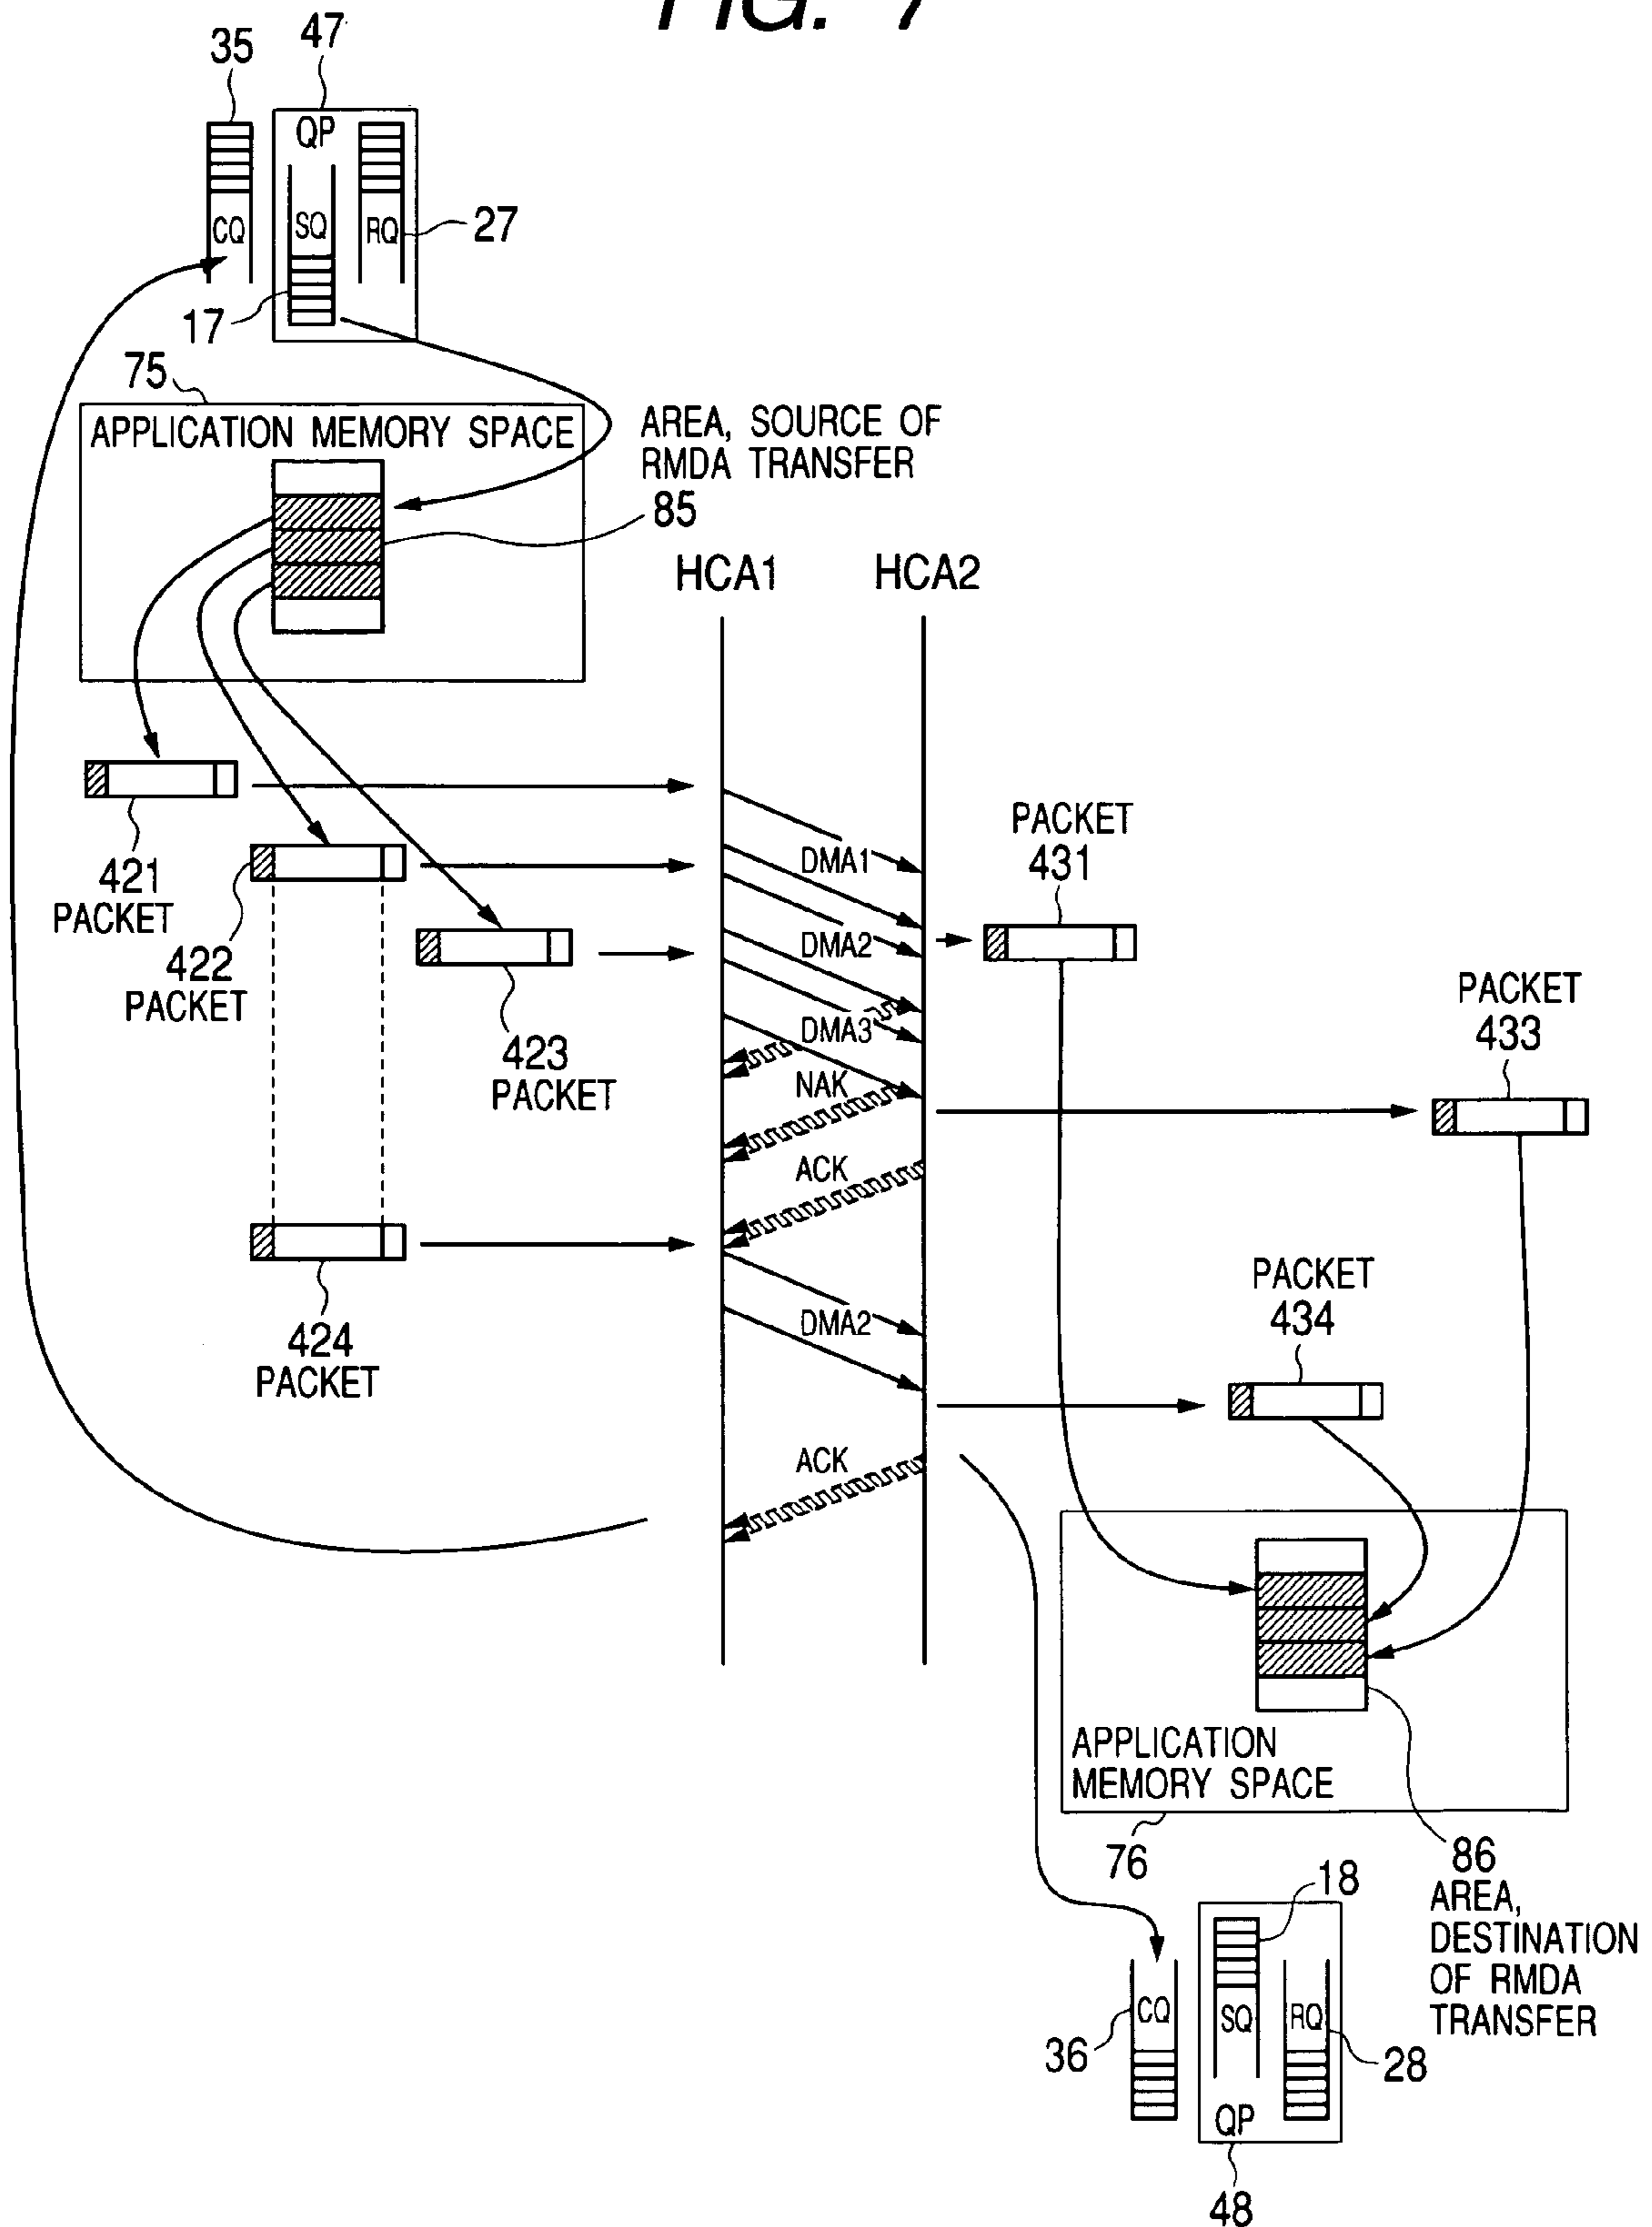 FIG. 7
35
47
QP
CQ
SQ
RQ
27
17
75
APPLICATION MEMORY SPACE
AREA, SOURCE OF
RMDA TRANSFER
85
HCA1
HCA2
421
PACKET
422
PACKET
423
PACKET
424
PACKET
DMA1
DMA2
DMA3
NAK
ACK
DMA2
ACK
PACKET
431
PACKET
433
PACKET
434
APPLICATION
MEMORY SPACE
76
86
AREA,
DESTINATION
OF RMDA
TRANSFER
18
CQ
SQ
RQ
36
28
QP
48